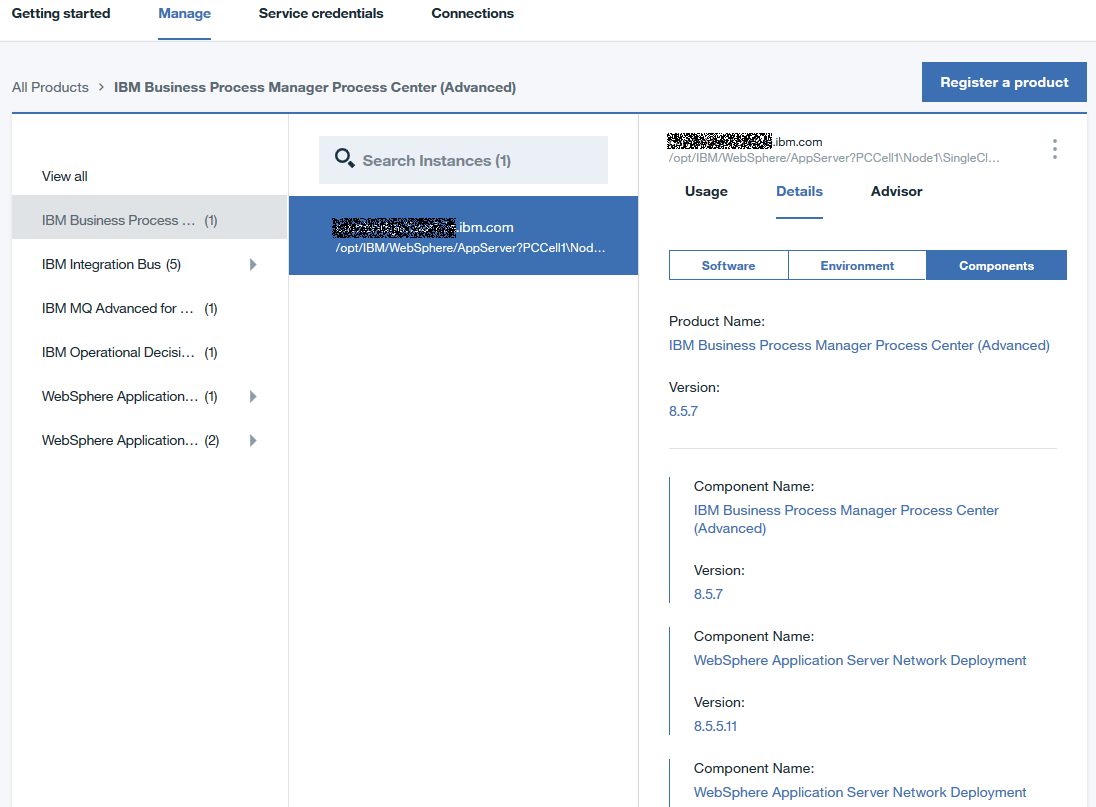 Getting started Manage Service credentials Connections
All Products > IBM Business Process Manager Process Center (Advanced)
Register a product
View all
IBM Business Process ... (1)
IBM Integration Bus (5)
IBM MQ Advanced for ... (1)
IBM Operational Decisi... (1)
WebSphere Application... (1)
WebSphere Application... (2)
Search Instances (1)
.ibm.com
/opt/IBM/WebSphere/AppServer?PCCell1\Nod...
.ibm.com
/opt/IBM/WebSphere/AppServer?PCCell1\Node1\SingleCl...
Usage Details Advisor
Software Environment Components
Product Name:
IBM Business Process Manager Process Center (Advanced)
Version:
8.5.7
Component Name:
IBM Business Process Manager Process Center
(Advanced)
Version:
8.5.7
Component Name:
WebSphere Application Server Network Deployment
Version:
8.5.5.11
Component Name:
WebSphere Application Server Network Deployment